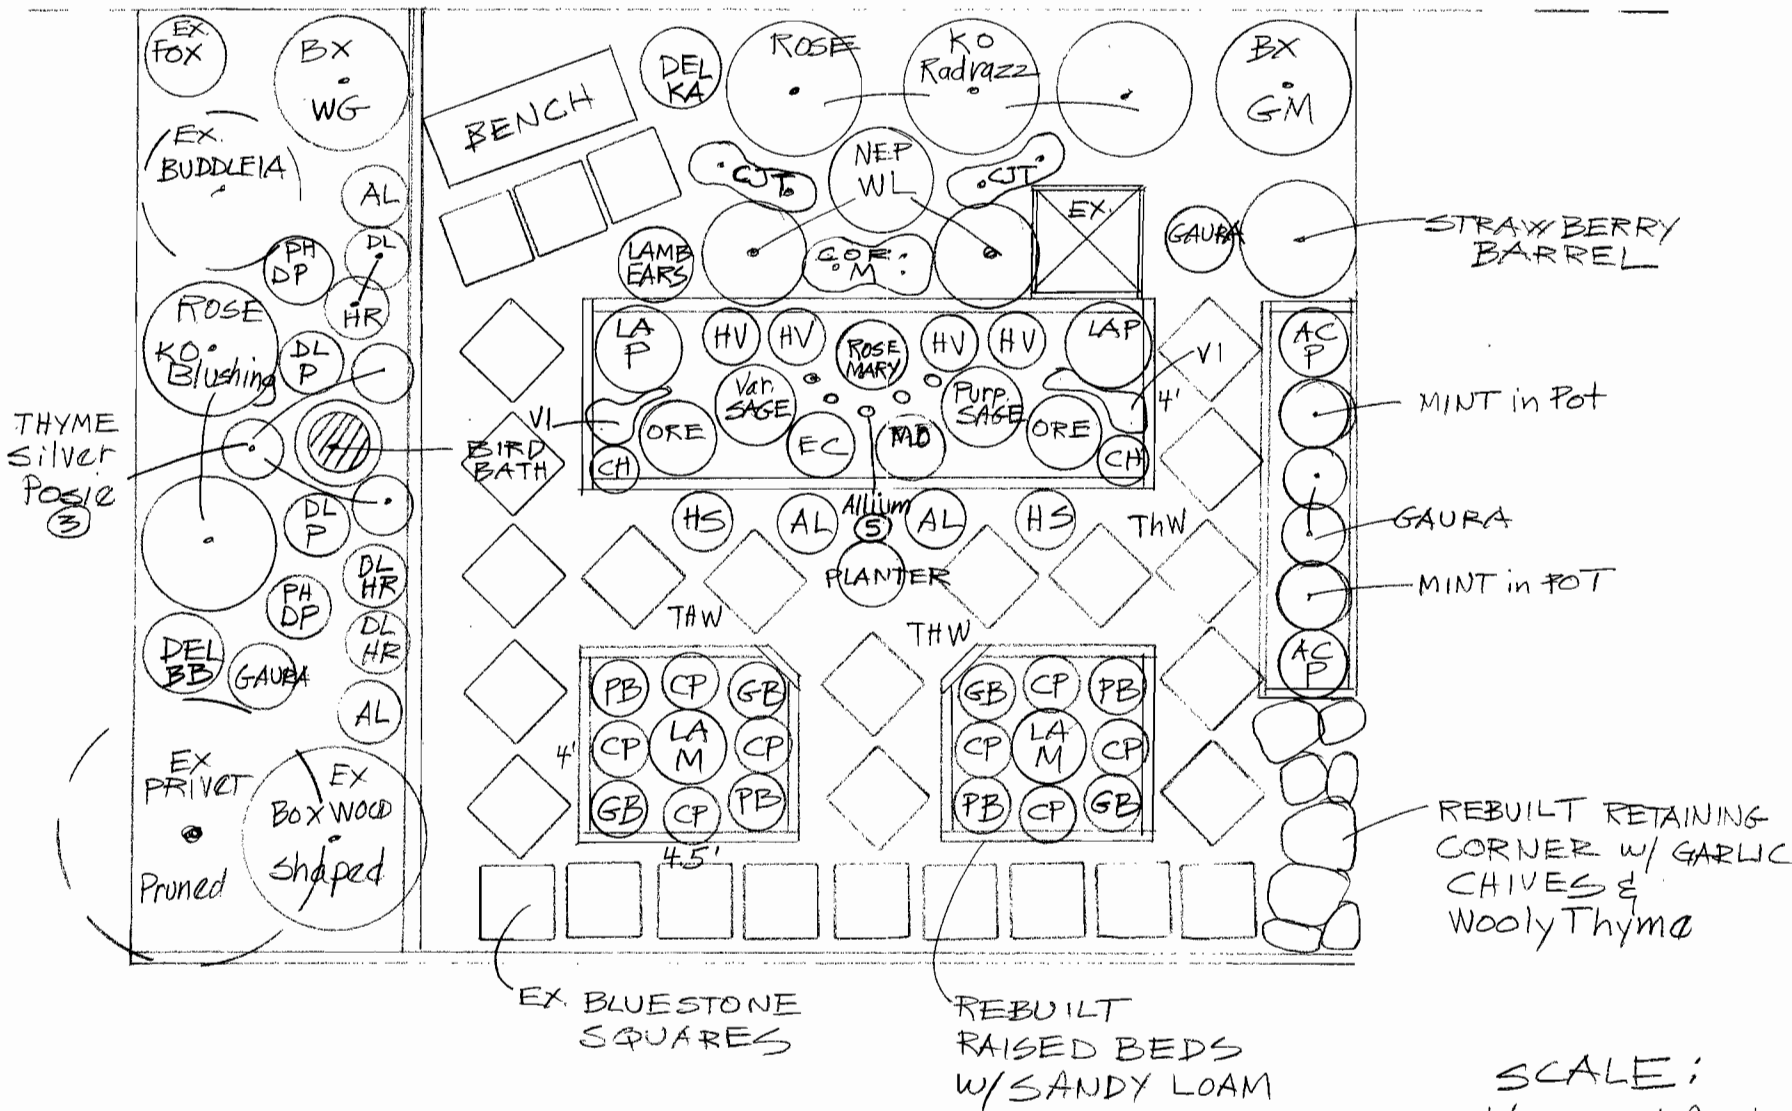 EX.
FOX
BX
WG
EX.
BUDDLEIA
AL
PH
DP
DL
HR
ROSE
KO
Blushing
DL
P
THYME
Silver
Posie
3
BIRD
BATH
DL
P
DL
HR
PH
DP
DL
HR
DEL
BB
GAURA
AL
EX
PRIVET
Pruned
EX
BOXWOOD
Shaped
BENCH
DEL
KA
ROSE
KO
Radrazz
BX
GM
CJT
NEP
WL
CJT
EX.
GAURA
STRAWBERRY
BARREL
LAMB
EARS
COR
M
LA
P
HV
HV
ROSE
MARY
HV
HV
LAP
VI
4'
VI
ORE
Var.
SAGE
EC
MD
Purp.
SAGE
ORE
CH
CH
HS
AL
Allium
5
AL
HS
ThW
PLANTER
THW
THW
AC
P
MINT in Pot
GAURA
MINT in POT
AC
P
PB
CP
GB
CP
LA
M
CP
GB
CP
PB
4'
4.5'
GB
CP
PB
CP
LA
M
CP
PB
CP
GB
REBUILT RETAINING
CORNER W/ GARLIC
CHIVES &
Wooly Thyme
EX. BLUESTONE
SQUARES
REBUILT
RAISED BEDS
W/ SANDY LOAM
SCALE: